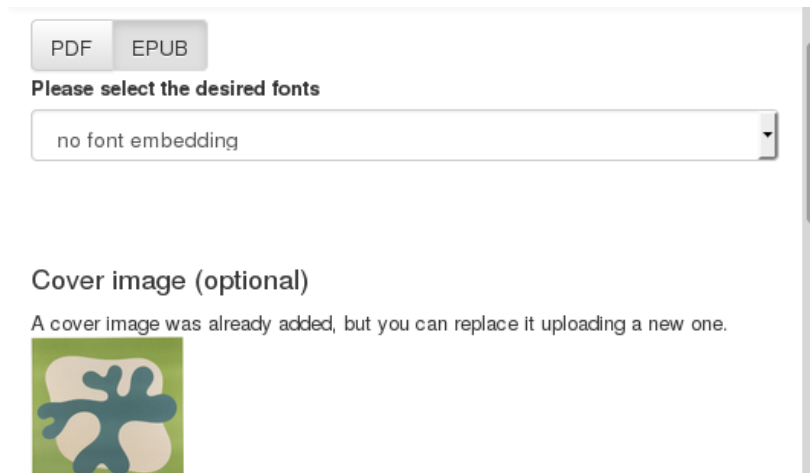 PDF EPUB
Please select the desired fonts
no font embedding
Cover image (optional)
A cover image was already added, but you can replace it uploading a new one.